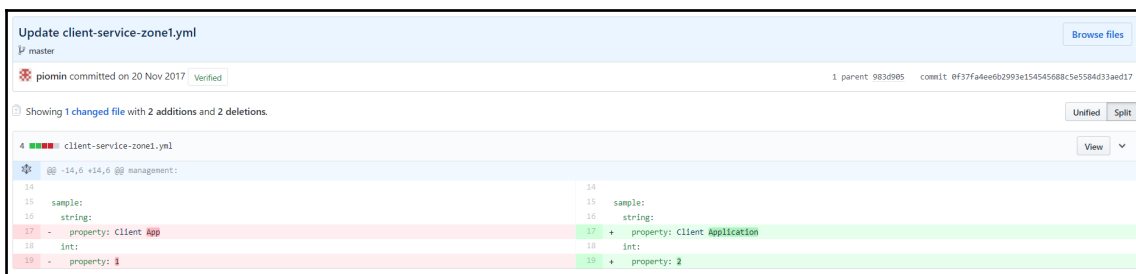 Update client-service-zone1.yml
Browse files
master
piomin committed on 20 Nov 2017 Verified
1 parent 983d905 commit 0f37fa4ee6b2993e154545688c5e5584d33aed17
Showing 1 changed file with 2 additions and 2 deletions.
Unified Split
4 client-service-zone1.yml
View
@@ -14,6 +14,6 @@ management:
14 14
15 sample: 15 sample:
16 string: 16 string:
17 - property: Client App 17 + property: Client Application
18 int: 18 int:
19 - property: 1 19 + property: 2